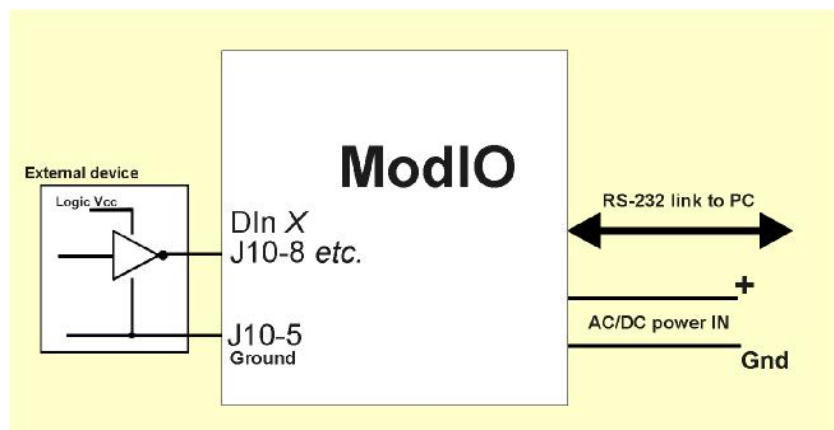 ModIO
External device
Logic Vcc
DIn X
J10-8 etc.
J10-5
Ground
RS-232 link to PC
+
AC/DC power IN
Gnd